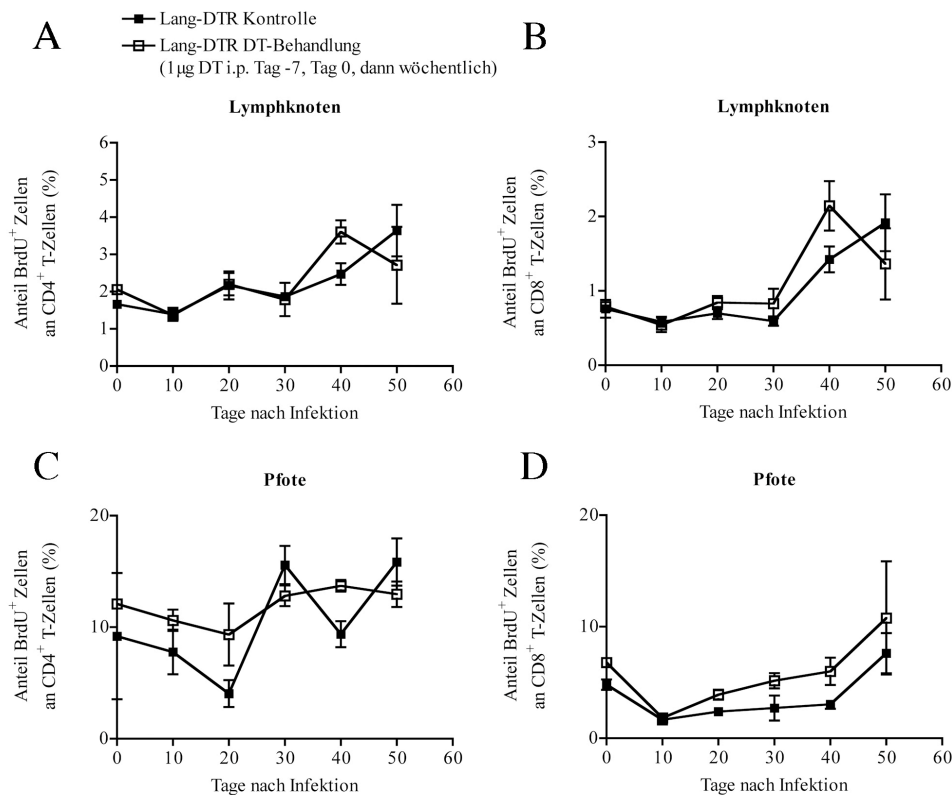 A
Lang-DTR Kontrolle
Lang-DTR DT-Behandlung
(1µg DT i.p. Tag -7, Tag 0, dann wöchentlich)
Lymphknoten
Anteil BrdU⁺ Zellen
an CD4⁺ T-Zellen (%)
6
5
4
3
2
1
0
0 10 20 30 40 50 60
Tage nach Infektion
B
Lymphknoten
Anteil BrdU⁺ Zellen
an CD8⁺ T-Zellen (%)
3
2
1
0
0 10 20 30 40 50 60
Tage nach Infektion
C
Pfote
Anteil BrdU⁺ Zellen
an CD4⁺ T-Zellen (%)
20
10
0
0 10 20 30 40 50 60
Tage nach Infektion
D
Pfote
Anteil BrdU⁺ Zellen
an CD8⁺ T-Zellen (%)
20
10
0
0 10 20 30 40 50 60
Tage nach Infektion